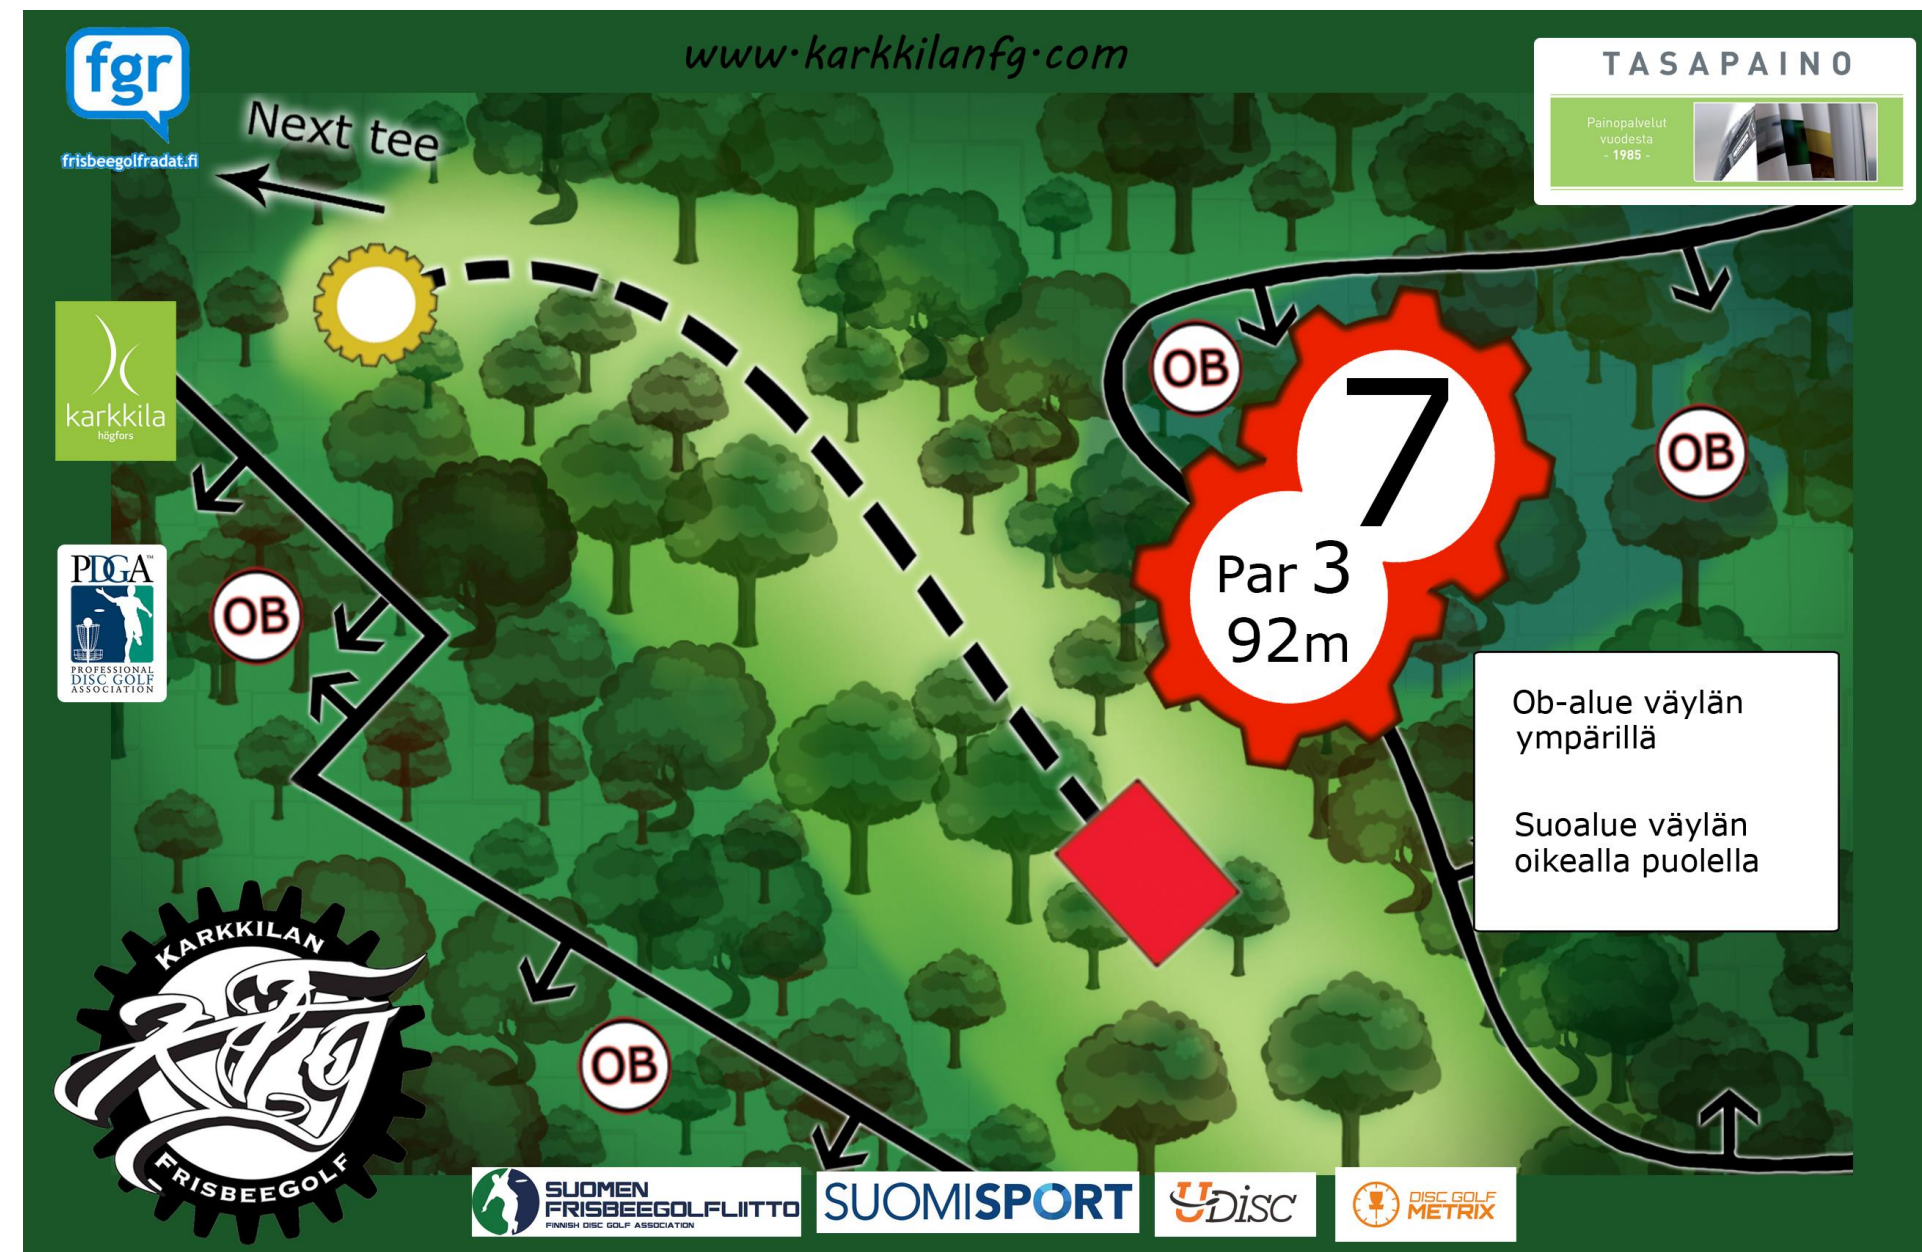 www.karkkilanfg.com
fgr
frisbeegolfradat.fi
Next tee
TASAPAINO
Painopalvelut
vuodesta
- 1985 -
karkkila
högfors
OB
OB
7
Par 3
92m
PDGA™
PROFESSIONAL
DISC GOLF
ASSOCIATION
OB
Ob-alue väylän
ympärillä
Suoalue väylän
oikealla puolella
KARKKILAN
Kfg
FRISBEEGOLF
OB
SUOMEN
FRISBEEGOLFLIITTO
FINNISH DISC GOLF ASSOCIATION
SUOMISPORT
UDisc
DISC GOLF
METRIX